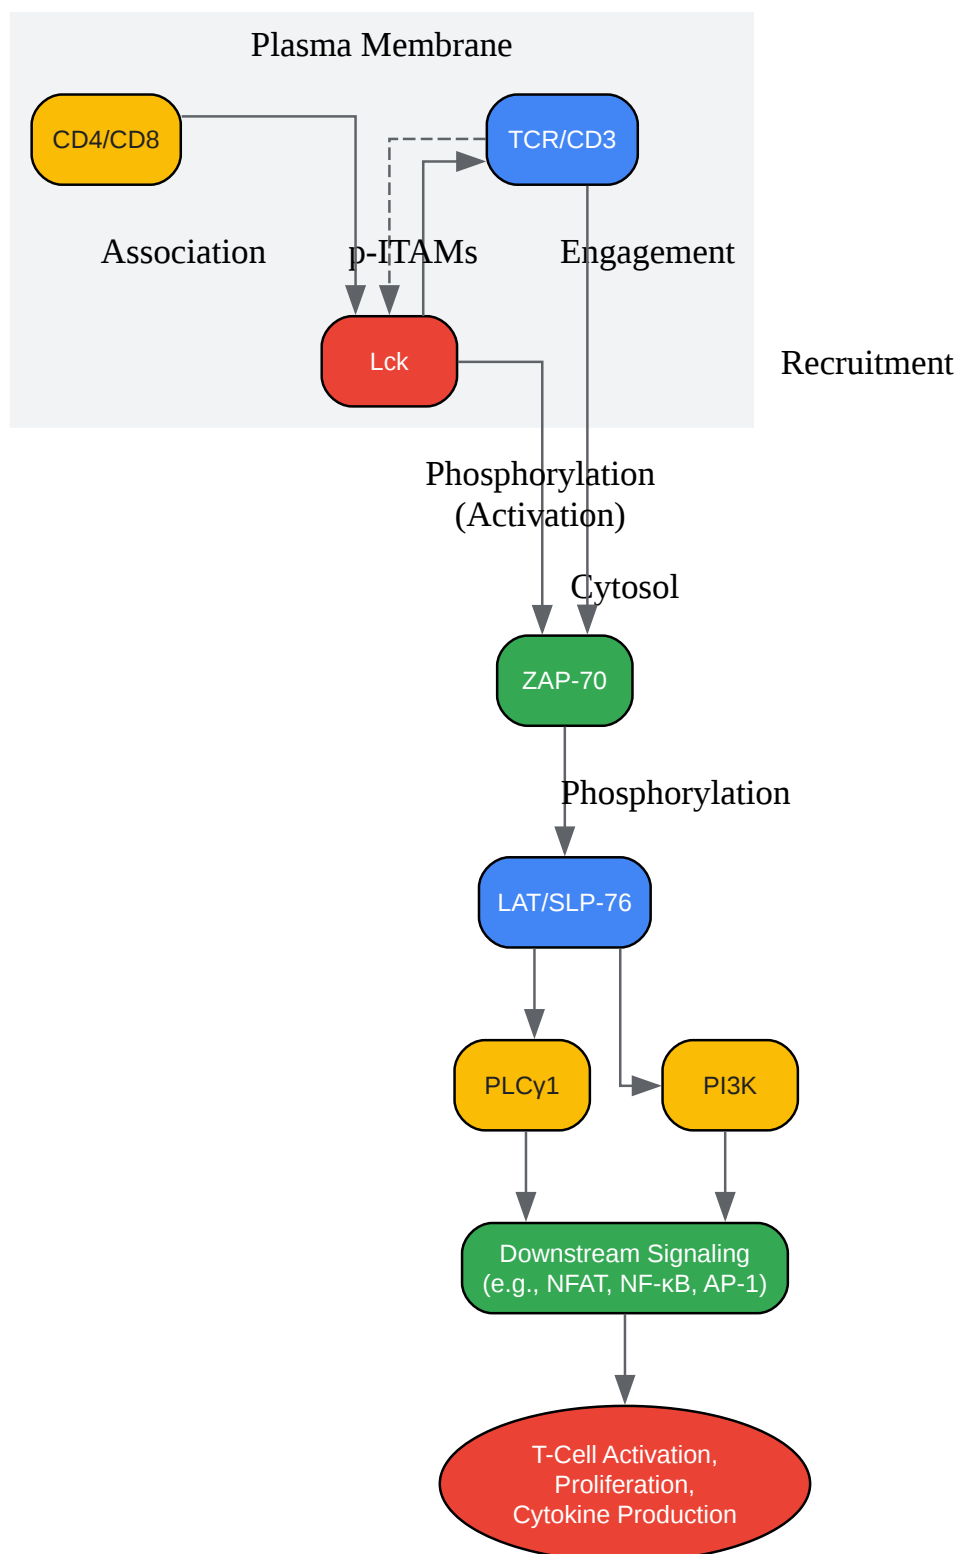 Plasma Membrane
CD4/CD8
TCR/CD3
Association
p-ITAMs
Engagement
Lck
Recruitment
Phosphorylation
(Activation)
Cytosol
ZAP-70
Phosphorylation
LAT/SLP-76
PLCγ1
PI3K
Downstream Signaling
(e.g., NFAT, NF-κB, AP-1)
T-Cell Activation,
Proliferation,
Cytokine Production